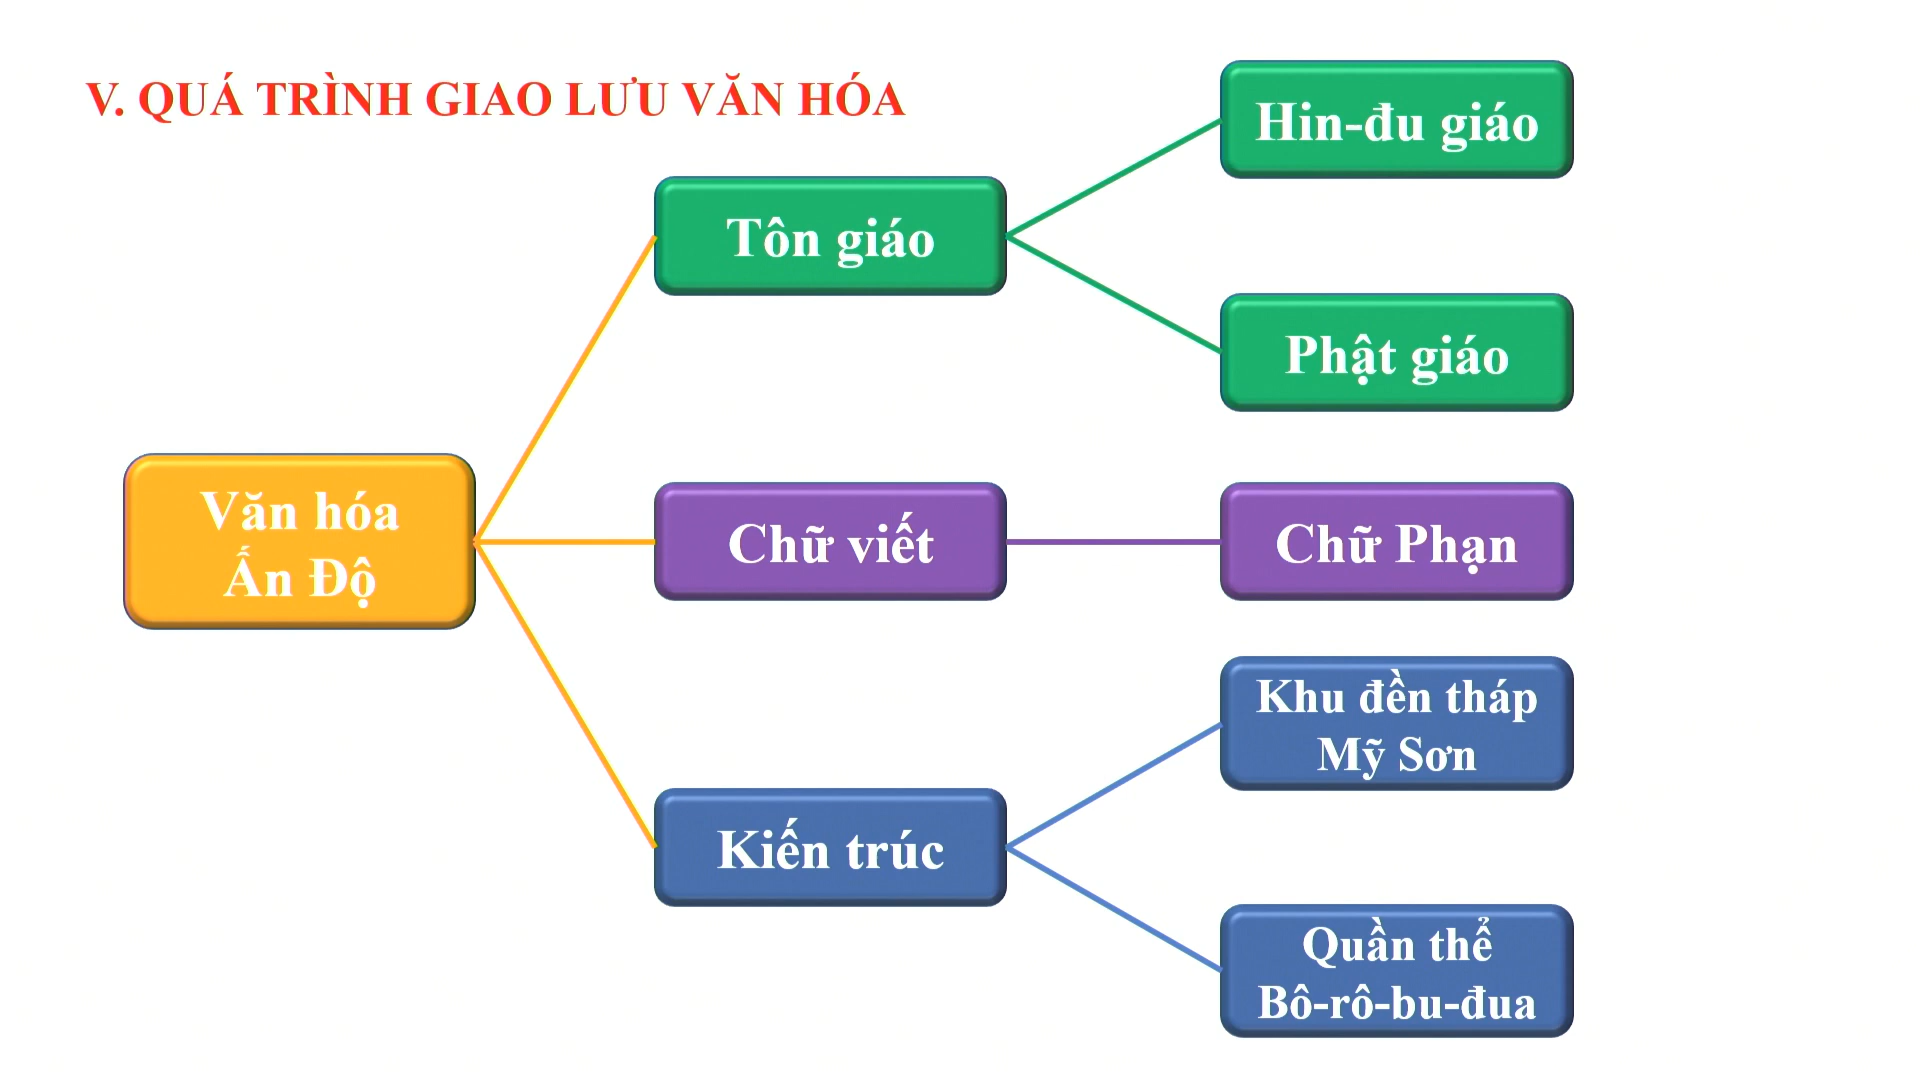 V. QUÁ TRÌNH GIAO LƯU VĂN HÓA
Văn hóa
Ấn Độ
Tôn giáo
Hin-đu giáo
Phật giáo
Chữ viết
Chữ Phạn
Kiến trúc
Khu đền tháp
Mỹ Sơn
Quần thể
Bô-rô-bu-đua